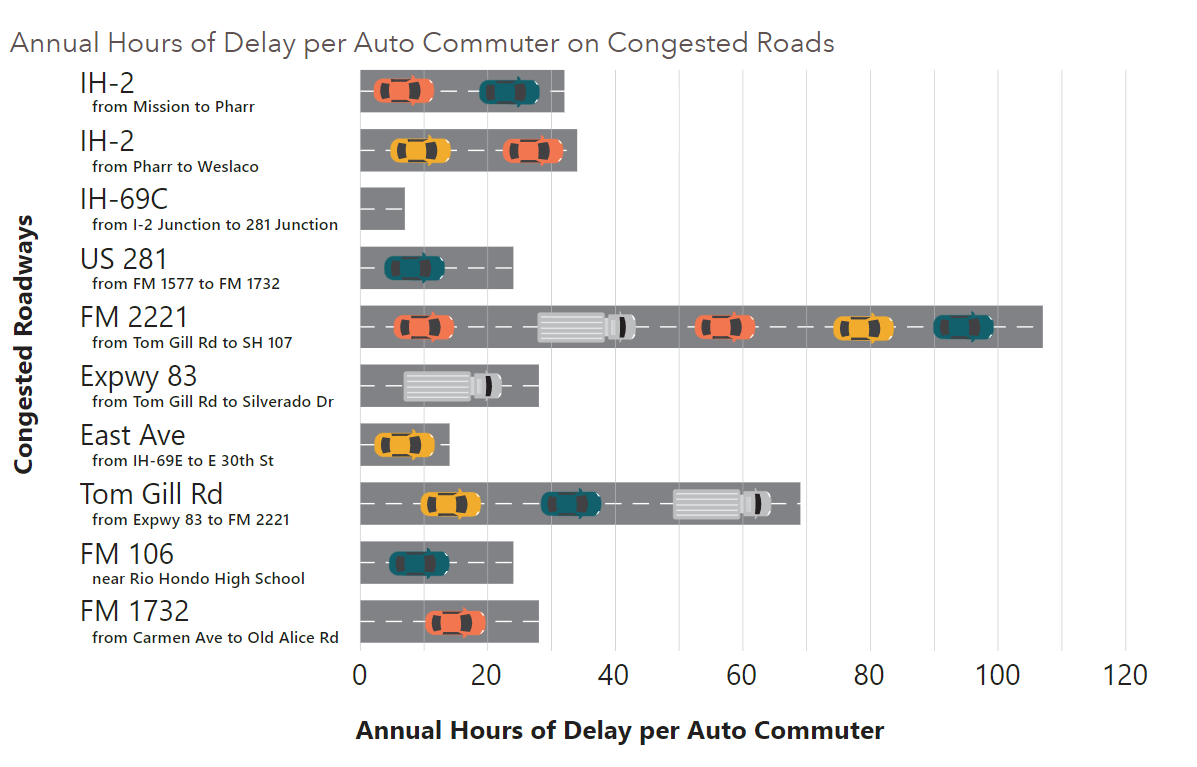 Annual Hours of Delay per Auto Commuter on Congested Roads
Congested Roadways
IH-2
from Mission to Pharr
IH-2
from Pharr to Weslaco
IH-69C
from I-2 Junction to 281 Junction
US 281
from FM 1577 to FM 1732
FM 2221
from Tom Gill Rd to SH 107
Expwy 83
from Tom Gill Rd to Silverado Dr
East Ave
from IH-69E to E 30th St
Tom Gill Rd
from Expwy 83 to FM 2221
FM 106
near Rio Hondo High School
FM 1732
from Carmen Ave to Old Alice Rd
0 20 40 60 80 100 120
Annual Hours of Delay per Auto Commuter